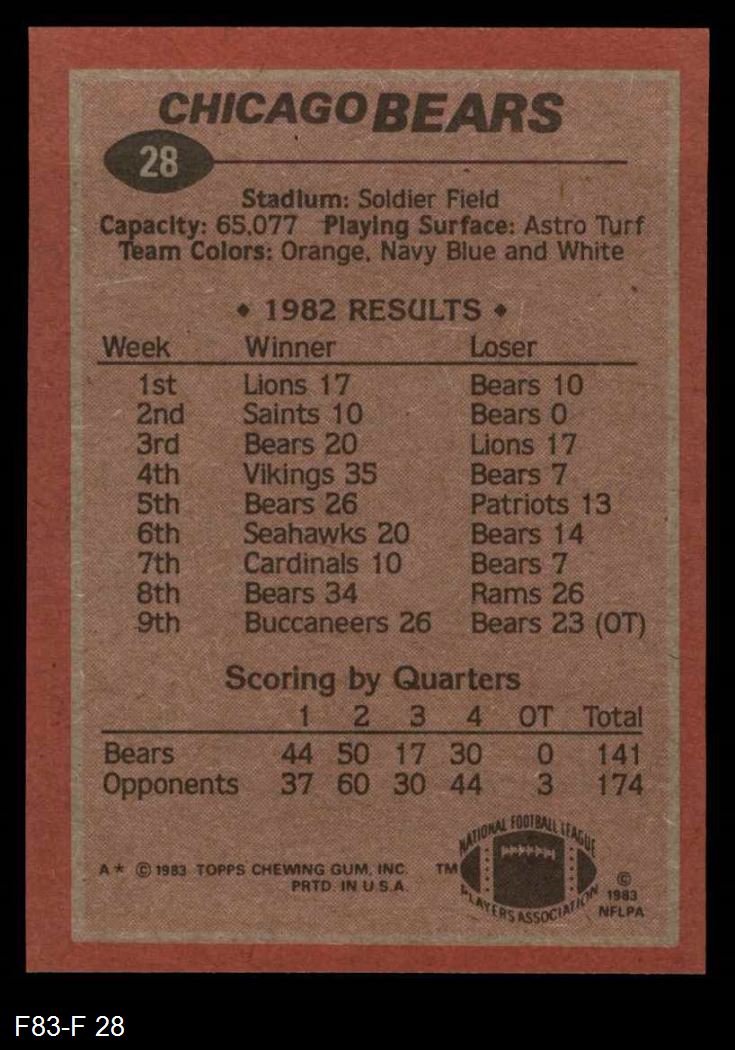 CHICAGO BEARS
28
Stadium: Soldier Field
Capacity: 65,077 Playing Surface: Astro Turf
Team Colors: Orange, Navy Blue and White
♦ 1982 RESULTS ♦
Week Winner Loser
1st Lions 17 Bears 10
2nd Saints 10 Bears 0
3rd Bears 20 Lions 17
4th Vikings 35 Bears 7
5th Bears 26 Patriots 13
6th Seahawks 20 Bears 14
7th Cardinals 10 Bears 7
8th Bears 34 Rams 26
9th Buccaneers 26 Bears 23 (OT)
Scoring by Quarters
1 2 3 4 OT Total
Bears 44 50 17 30 0 141
Opponents 37 60 30 44 3 174
NATIONAL FOOTBALL LEAGUE
PLAYERS ASSOCIATION
TM
A* © 1983 TOPPS CHEWING GUM, INC.
PRTD. IN U.S.A.
©
1983
NFLPA
F83-F 28